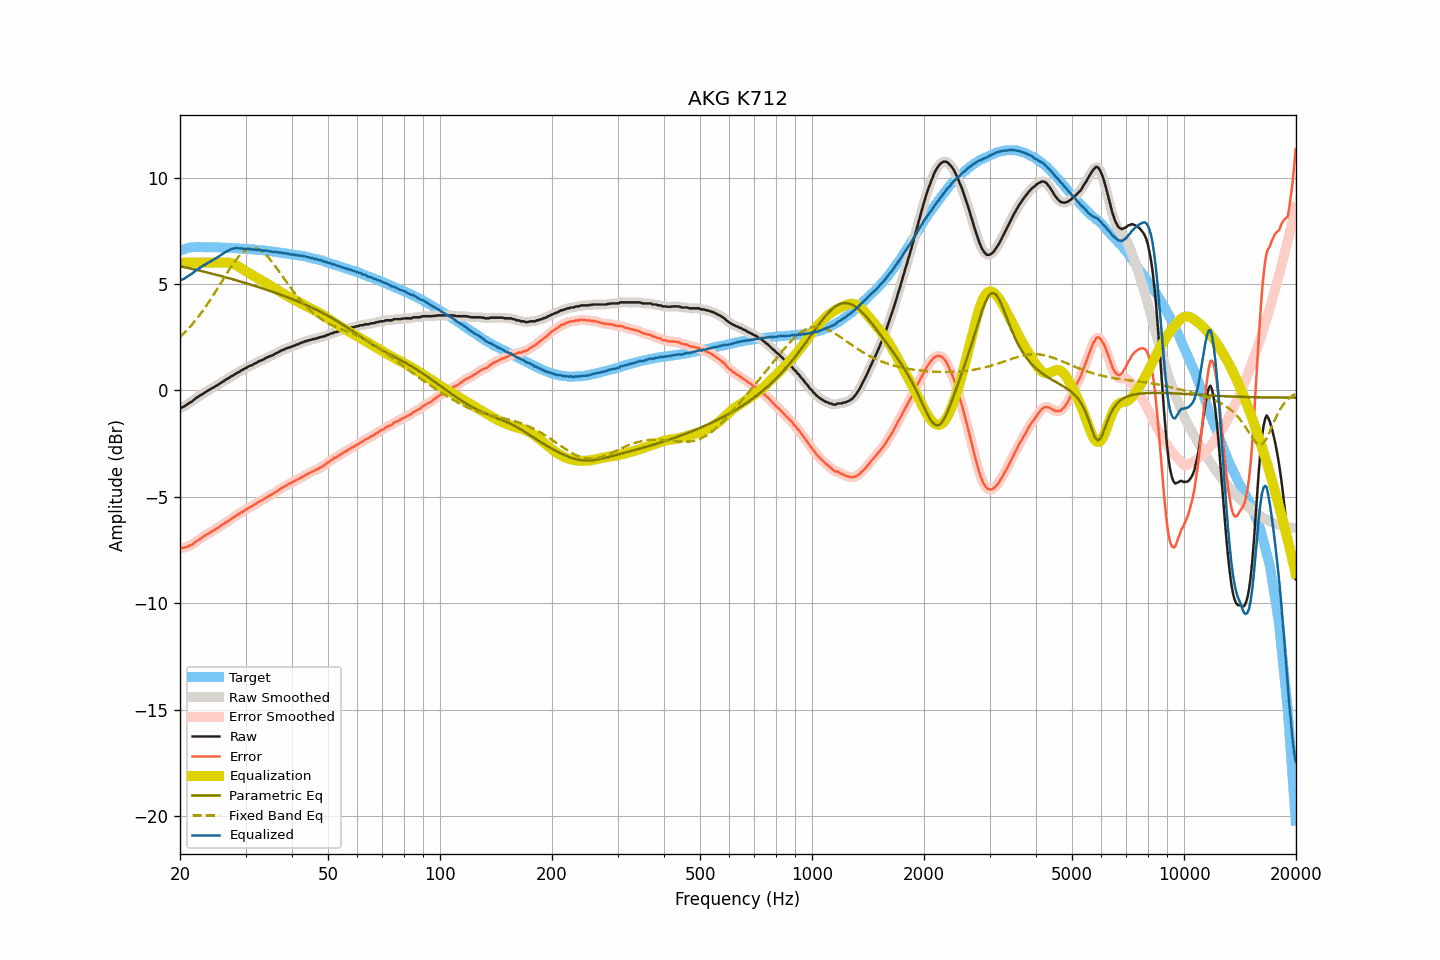 AKG K712
Amplitude (dBr)
10
5
0
−5
−10
−15
−20
Target
Raw Smoothed
Error Smoothed
Raw
Error
Equalization
Parametric Eq
Fixed Band Eq
Equalized
20 50 100 200 500 1000 2000 5000 10000 20000
Frequency (Hz)